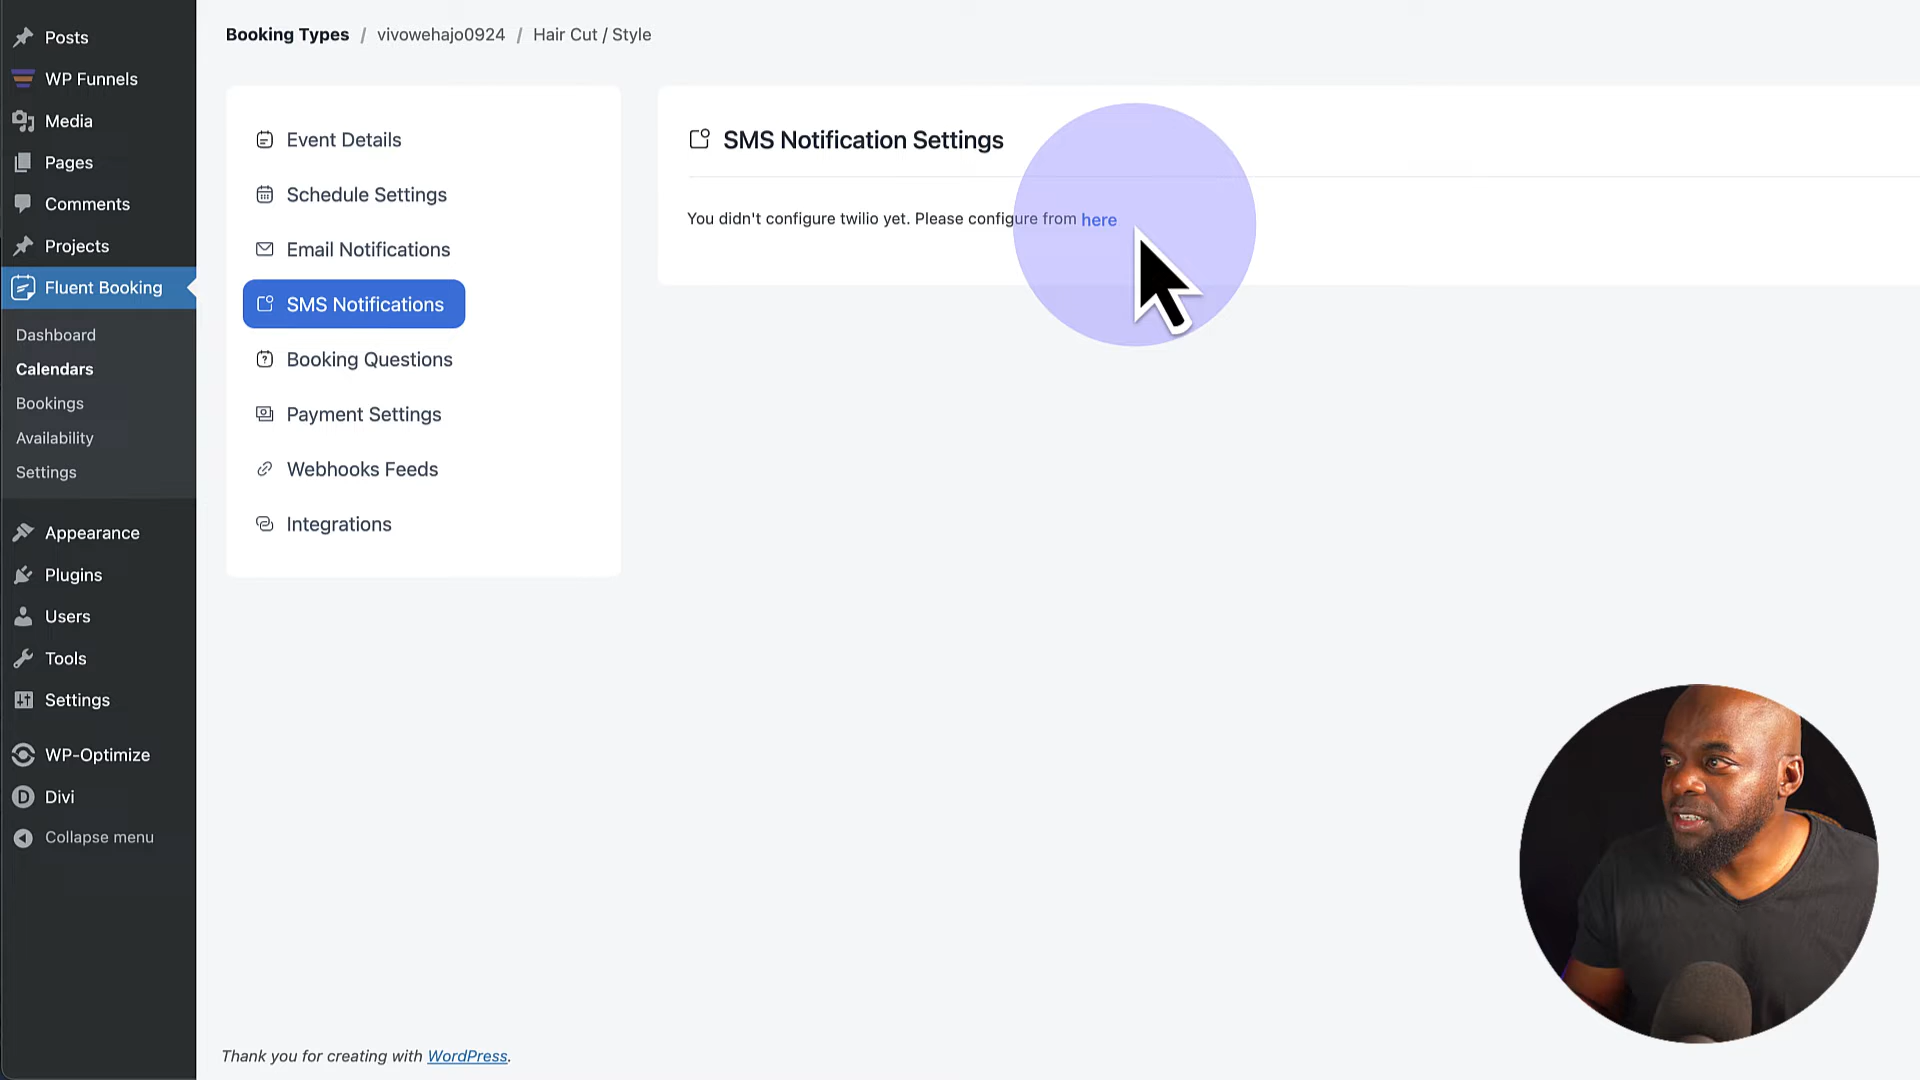 Posts
WP Funnels
Media
Pages
Comments
Projects
Fluent Booking
Dashboard
Calendars
Bookings
Availability
Settings
Appearance
Plugins
Users
Tools
Settings
WP-Optimize
Divi
Collapse menu
Booking Types / vivowehajo0924 / Hair Cut / Style
Event Details
Schedule Settings
Email Notifications
SMS Notifications
Booking Questions
Payment Settings
Webhooks Feeds
Integrations
SMS Notification Settings
You didn't configure twilio yet. Please configure from here
Thank you for creating with WordPress.